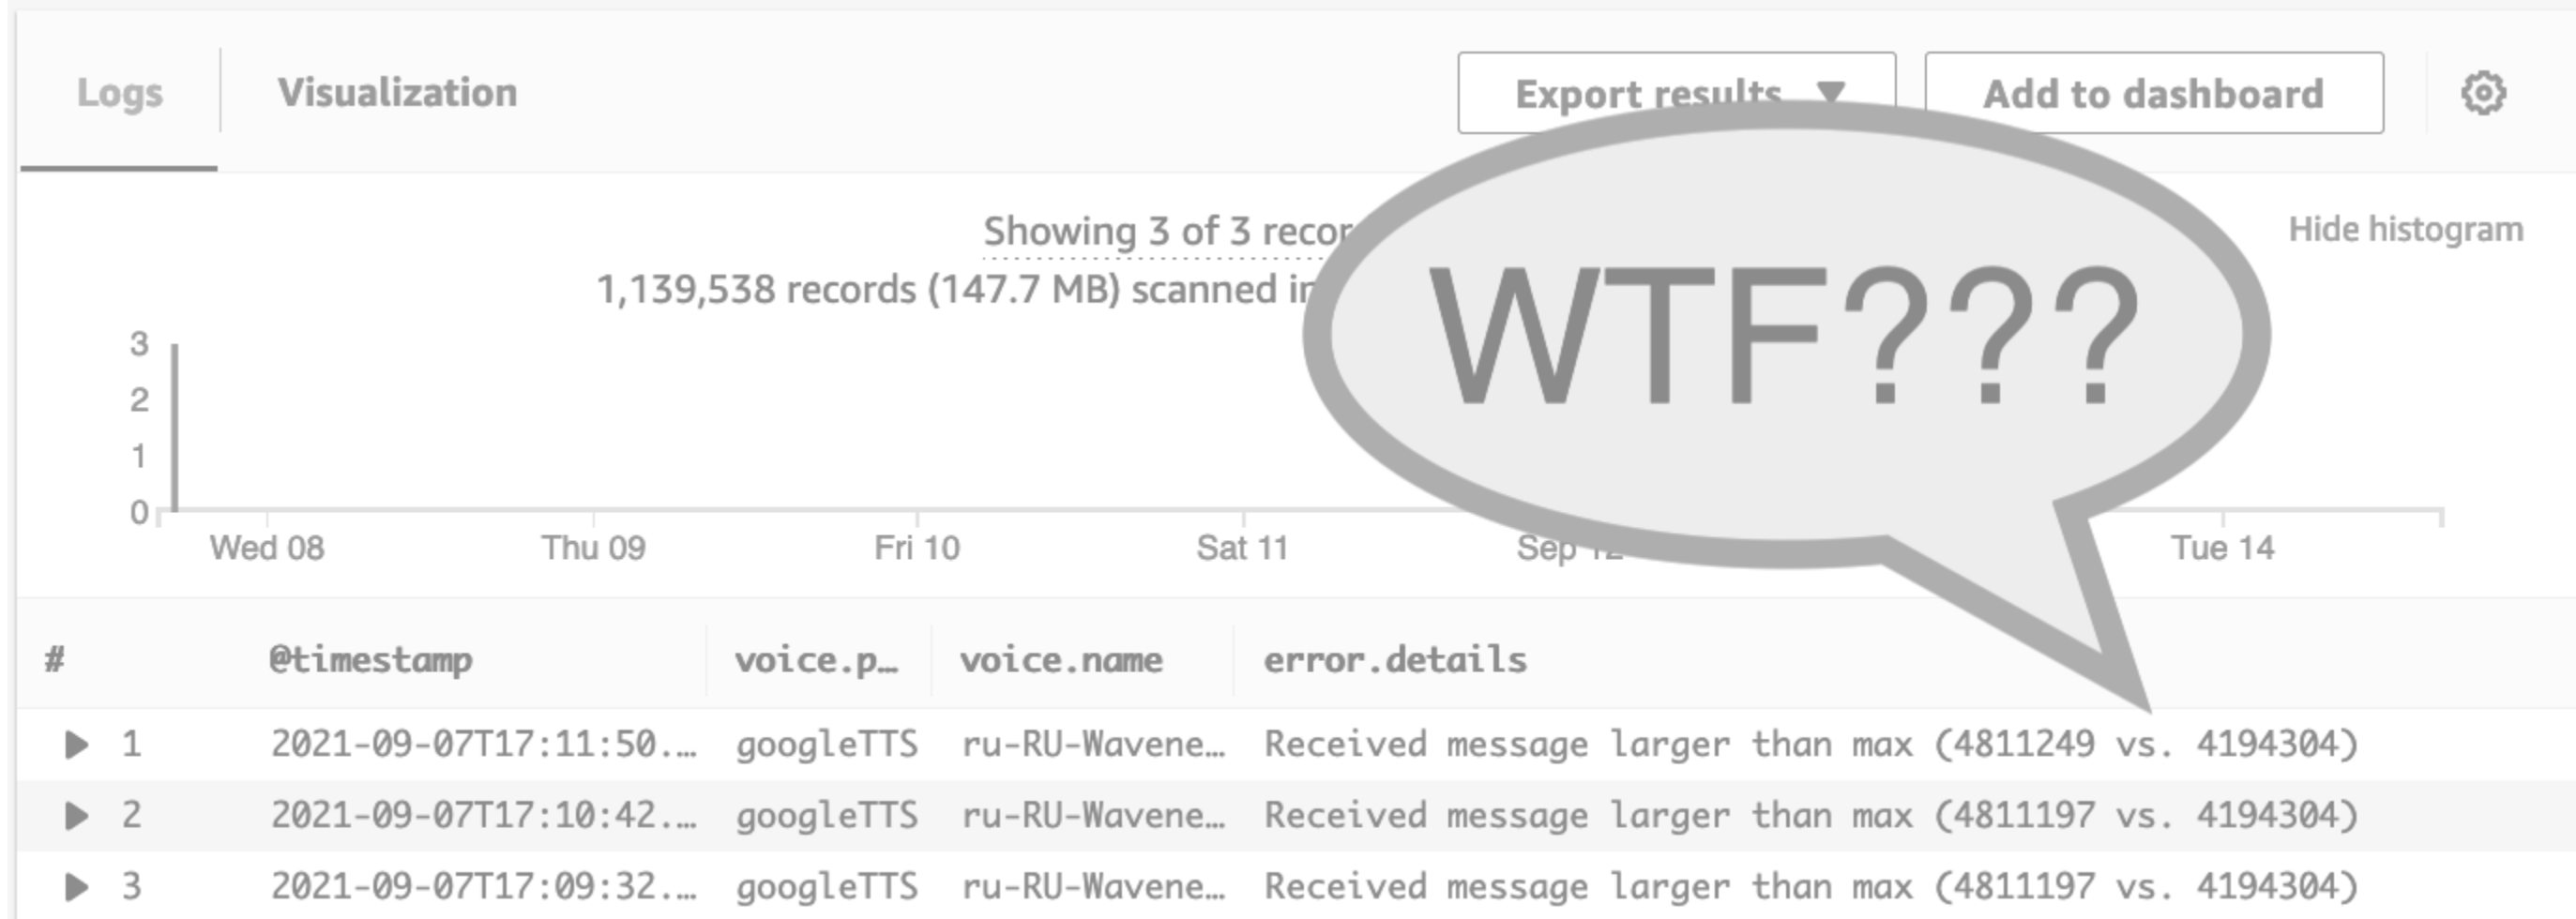 Logs Visualization Export results Add to dashboard
Showing 3 of 3 recor
Hide histogram
1,139,538 records (147.7 MB) scanned in
WTF???
3
2
1
0
Wed 08 Thu 09 Fri 10 Sat 11 Sep 12 Tue 14
# @timestamp voice.p… voice.name error.details
1 2021-09-07T17:11:50.… googleTTS ru-RU-Wavene… Received message larger than max (4811249 vs. 4194304)
2 2021-09-07T17:10:42.… googleTTS ru-RU-Wavene… Received message larger than max (4811197 vs. 4194304)
3 2021-09-07T17:09:32.… googleTTS ru-RU-Wavene… Received message larger than max (4811197 vs. 4194304)